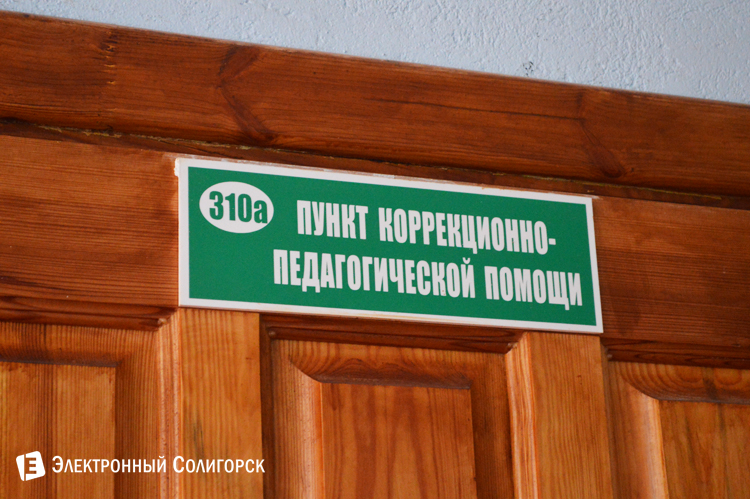 310а
ПУНКТ КОРРЕКЦИОННО-
ПЕДАГОГИЧЕСКОЙ ПОМОЩИ
E ЭЛЕКТРОННЫЙ СОЛИГОРСК